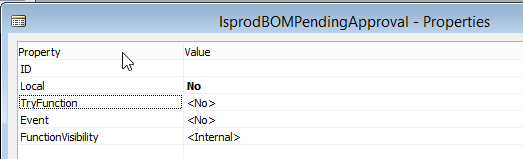 IsprodBOMPendingApproval - Properties
Property Value
ID
Local No
TryFunction <No>
Event <No>
FunctionVisibility <Internal>